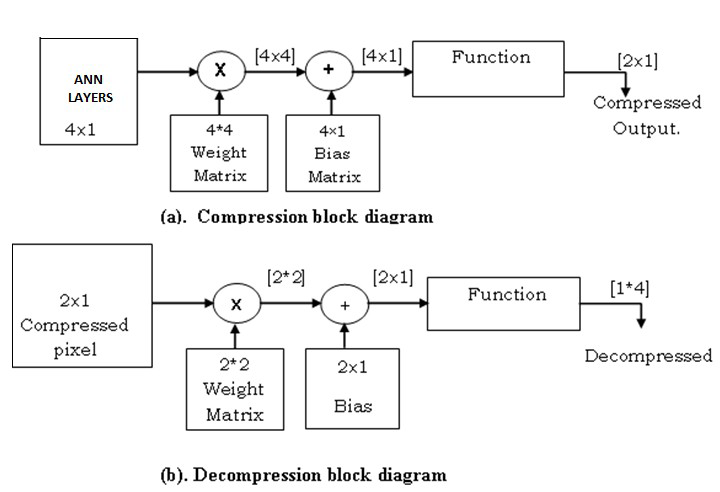 ANN
LAYERS
4x1
X
[4x4]
+
[4x1]
Function
[2x1]
Compressed
Output.
4*4
Weight
Matrix
4x1
Bias
Matrix
(a). Compression block diagram
2x1
Compressed
pixel
X
[2*2]
+
[2x1]
Function
[1*4]
Decompressed
2*2
Weight
Matrix
2x1
Bias
(b). Decompression block diagram